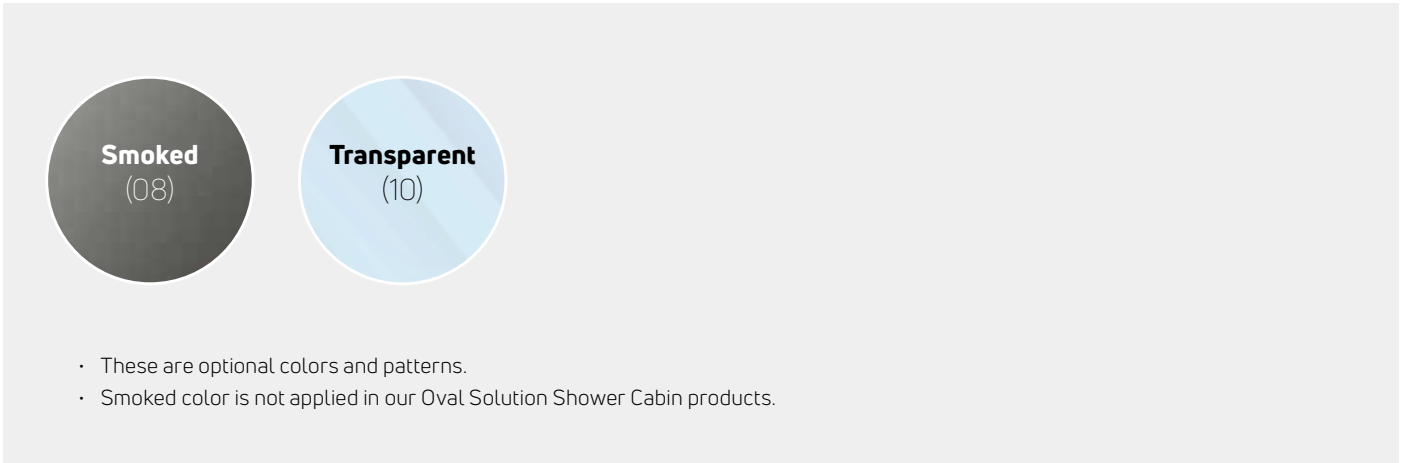 Smoked
(08)
Transparent
(10)
· These are optional colors and patterns.
· Smoked color is not applied in our Oval Solution Shower Cabin products.